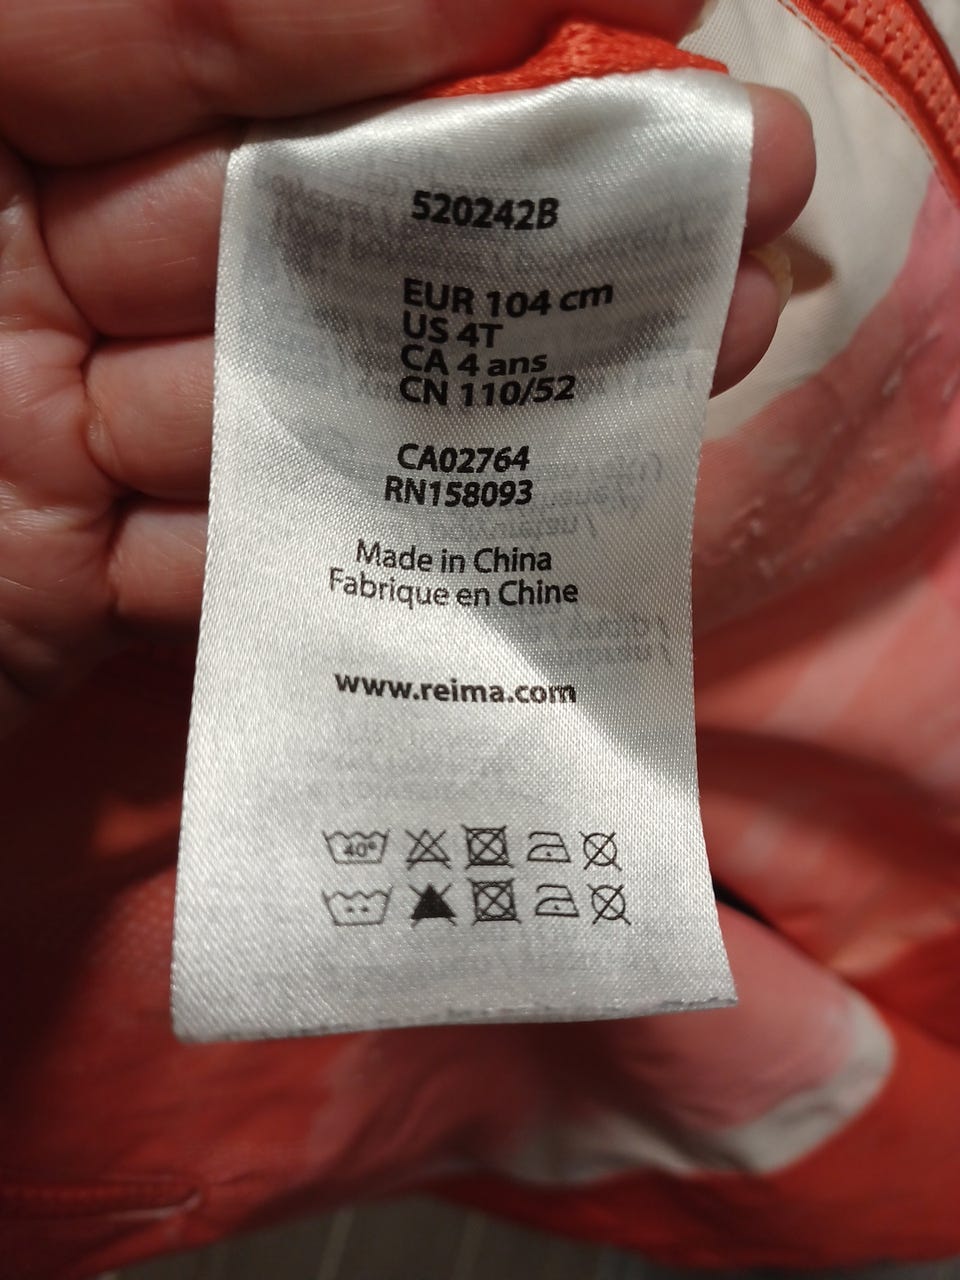 520242B
EUR 104 cm
US 4T
CA 4 ans
CN 110/52
CA02764
RN158093
Made in China
Fabrique en Chine
www.reima.com
40°